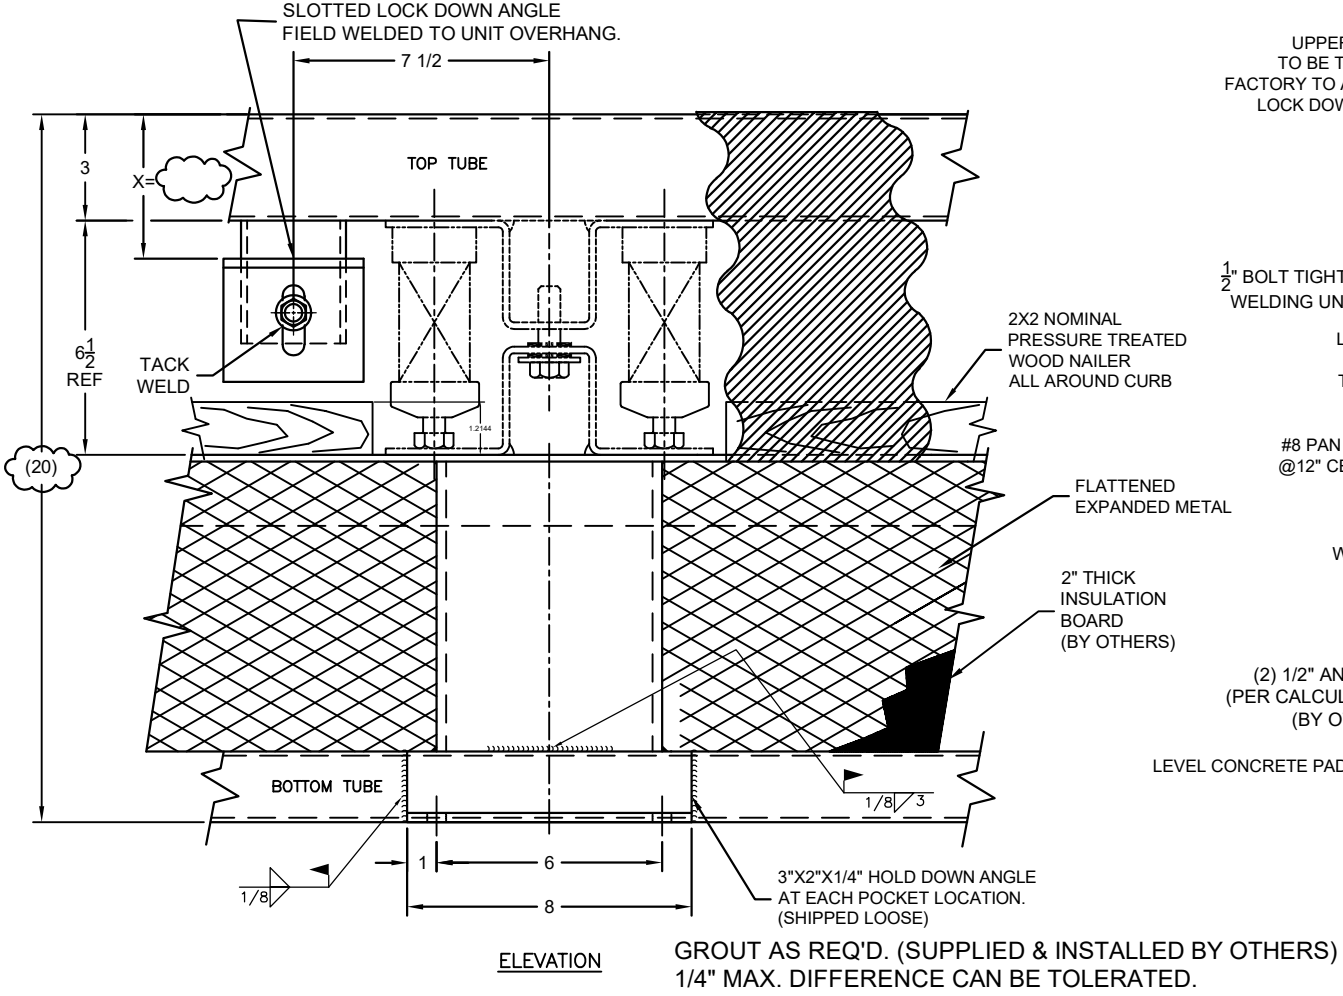 SLOTTED LOCK DOWN ANGLE
FIELD WELDED TO UNIT OVERHANG.
7 1/2
UPPER
TO BE T
FACTORY TO A
LOCK DOW
3
X=
TOP TUBE
1/2" BOLT TIGHT
WELDING UN
L
T
6 1/2
REF
TACK
WELD
2X2 NOMINAL
PRESSURE TREATED
WOOD NAILER
ALL AROUND CURB
1.2144
#8 PAN
@12" CE
(20)
FLATTENED
EXPANDED METAL
W
2" THICK
INSULATION
BOARD
(BY OTHERS)
(2) 1/2" AN
(PER CALCUL
(BY O
LEVEL CONCRETE PAD
BOTTOM TUBE
1/8 3
1/8
1
6
8
3"X2"X1/4" HOLD DOWN ANGLE
AT EACH POCKET LOCATION.
(SHIPPED LOOSE)
ELEVATION
GROUT AS REQ'D. (SUPPLIED & INSTALLED BY OTHERS)
1/4" MAX. DIFFERENCE CAN BE TOLERATED.